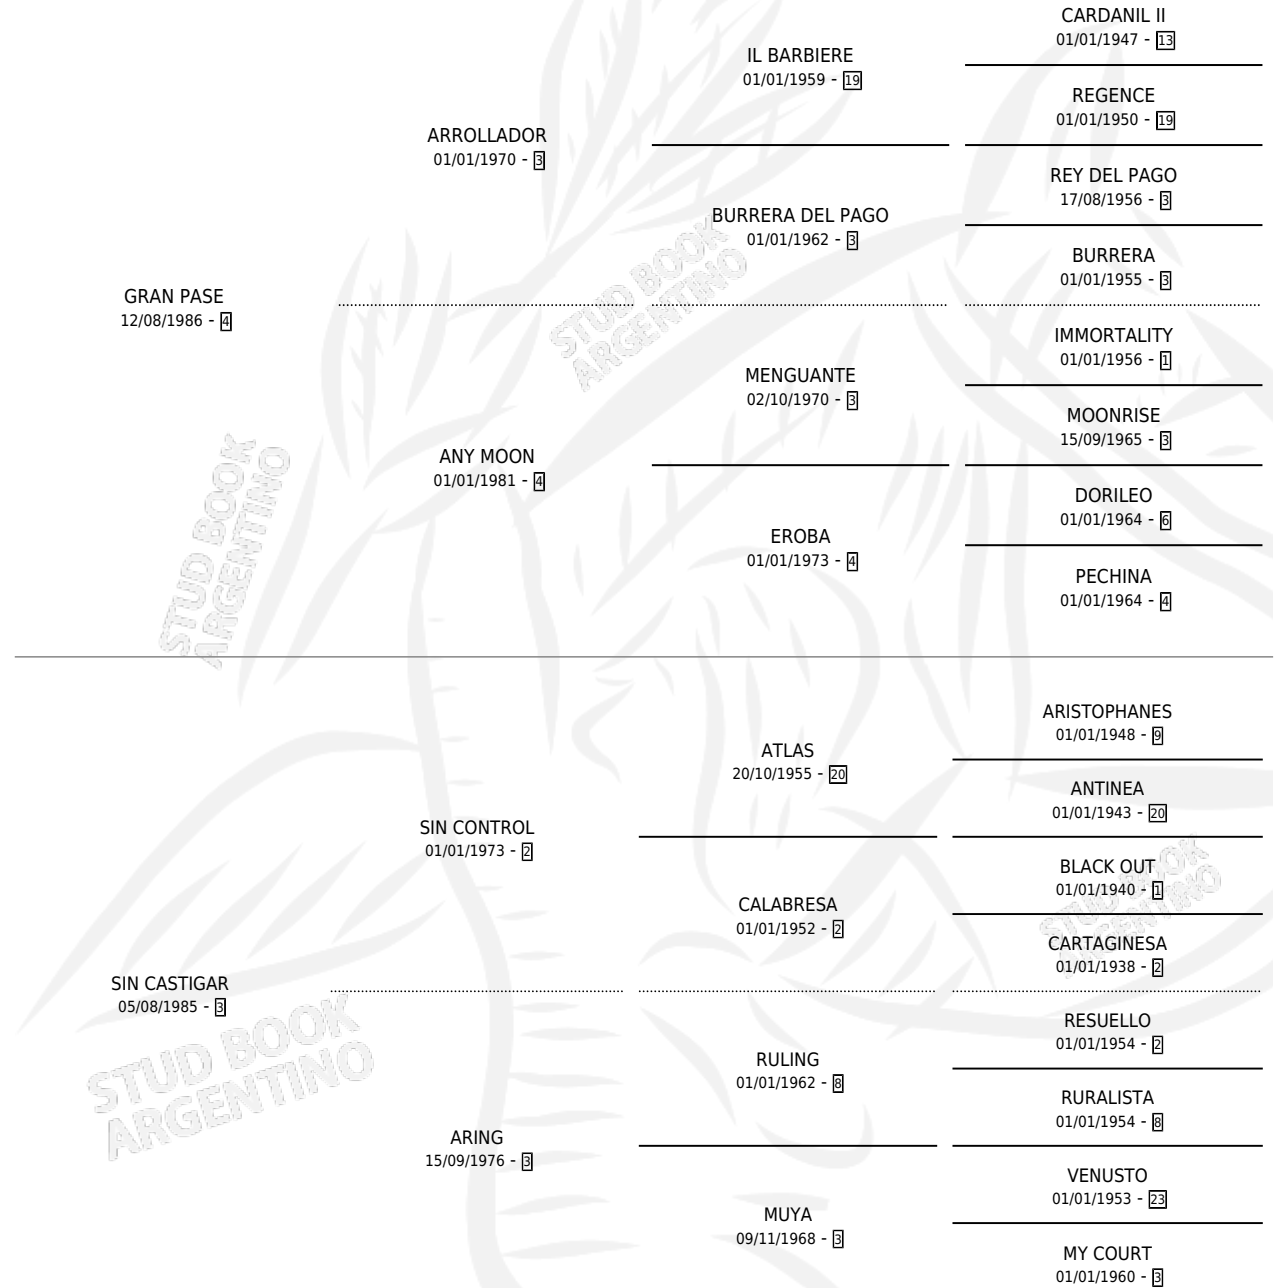 CARDANIL II
01/01/1947 - 13
IL BARBIERE
01/01/1959 - 19
REGENCE
01/01/1950 - 19
ARROLLADOR
01/01/1970 - 3
REY DEL PAGO
17/08/1956 - 3
BURRERA DEL PAGO
01/01/1962 - 3
BURRERA
01/01/1955 - 3
GRAN PASE
12/08/1986 - 4
STUD BOOK
ARGENTINO
IMMORTALITY
01/01/1956 - 1
MENGUANTE
02/10/1970 - 3
MOONRISE
15/09/1965 - 3
ANY MOON
01/01/1981 - 4
DORILEO
01/01/1964 - 6
EROBA
01/01/1973 - 4
PECHINA
01/01/1964 - 4
STUD BOOK
ARGENTINO
ARISTOPHANES
01/01/1948 - 9
ATLAS
20/10/1955 - 20
ANTINEA
01/01/1943 - 20
SIN CONTROL
01/01/1973 - 2
BLACK OUT
01/01/1940 - 1
STUD BOOK
ARGENTINO
CALABRESA
01/01/1952 - 2
CARTAGINESA
01/01/1938 - 2
SIN CASTIGAR
05/08/1985 - 3
STUD BOOK
ARGENTINO
RESUELLO
01/01/1954 - 2
RULING
01/01/1962 - 8
RURALISTA
01/01/1954 - 8
ARING
15/09/1976 - 3
VENUSTO
01/01/1953 - 23
MUYA
09/11/1968 - 3
MY COURT
01/01/1960 - 3